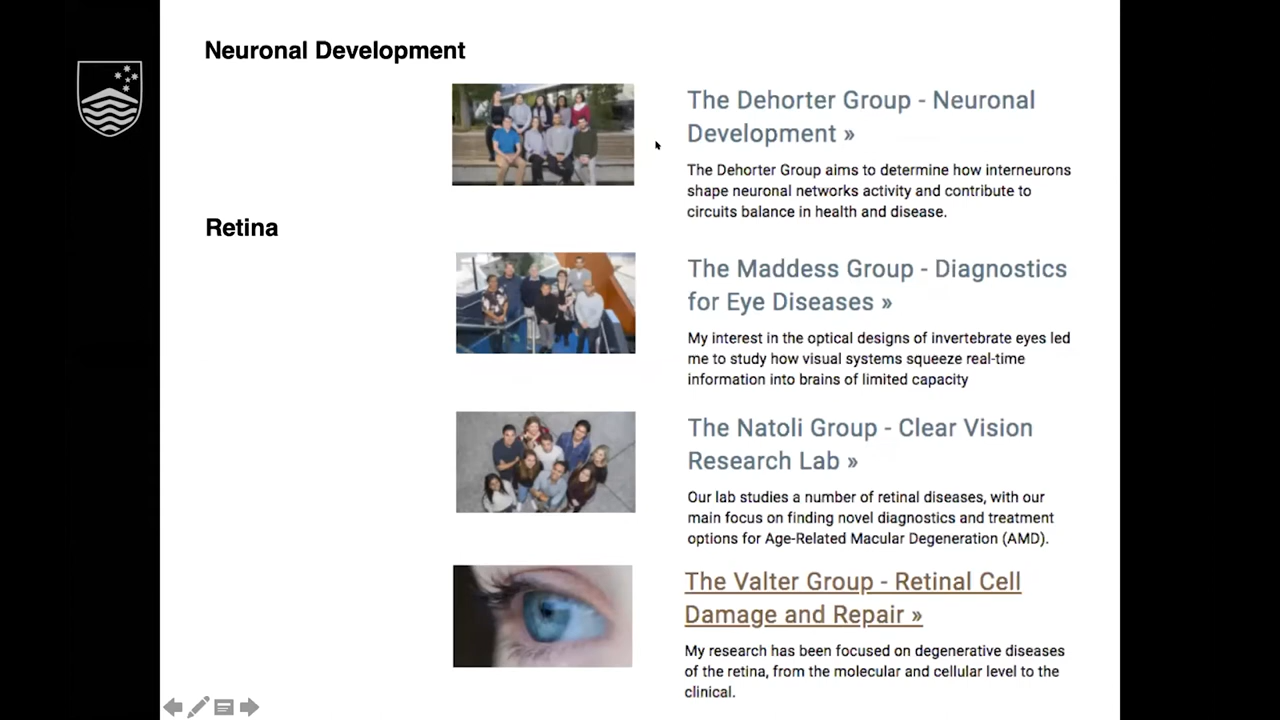 Neuronal Development
The Dehorter Group - Neuronal
Development »
The Dehorter Group aims to determine how interneurons
shape neuronal networks activity and contribute to
circuits balance in health and disease.
Retina
The Maddess Group - Diagnostics
for Eye Diseases »
My interest in the optical designs of invertebrate eyes led
me to study how visual systems squeeze real-time
information into brains of limited capacity
The Natoli Group - Clear Vision
Research Lab »
Our lab studies a number of retinal diseases, with our
main focus on finding novel diagnostics and treatment
options for Age-Related Macular Degeneration (AMD).
The Valter Group - Retinal Cell
Damage and Repair »
My research has been focused on degenerative diseases
of the retina, from the molecular and cellular level to the
clinical.